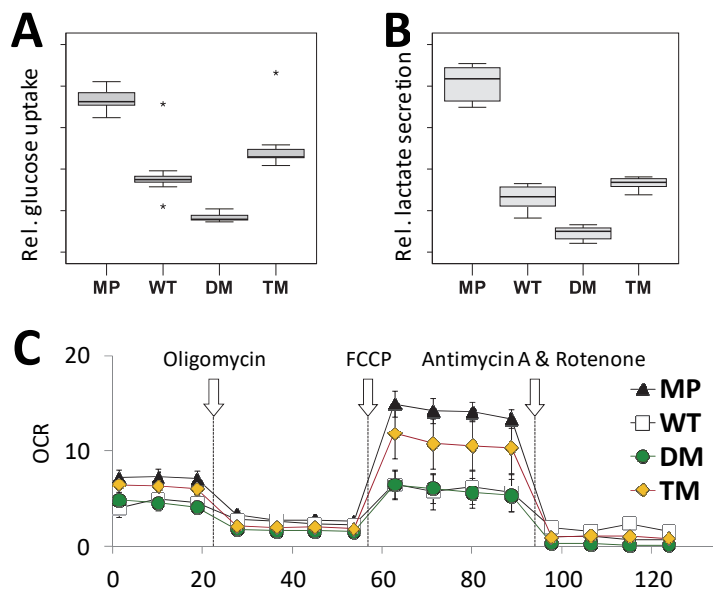 A
B
Rel. glucose uptake
*
*
*
MP WT DM TM
Rel. lactate secretion
MP WT DM TM
C
20
10
0
OCR
Oligomycin
FCCP
Antimycin A & Rotenone
MP
WT
DM
TM
0 20 40 60 80 100 120